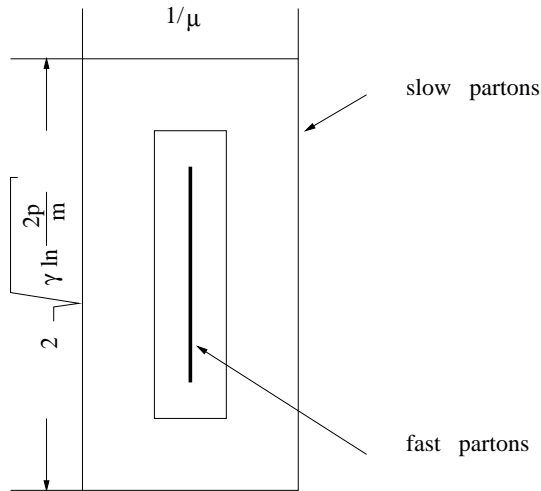 1/μ
slow partons
2 √γ ln 2p/m
fast partons